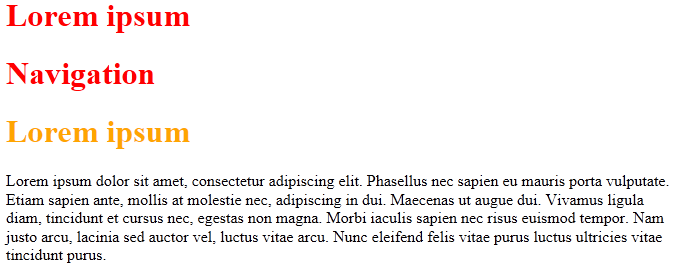 Lorem ipsum
Navigation
Lorem ipsum
Lorem ipsum dolor sit amet, consectetur adipiscing elit. Phasellus nec sapien eu mauris porta vulputate.
Etiam sapien ante, mollis at molestie nec, adipiscing in dui. Maecenas ut augue dui. Vivamus ligula
diam, tincidunt et cursus nec, egestas non magna. Morbi iaculis sapien nec risus euismod tempor. Nam
justo arcu, lacinia sed auctor vel, luctus vitae arcu. Nunc eleifend felis vitae purus luctus ultricies vitae
tincidunt purus.